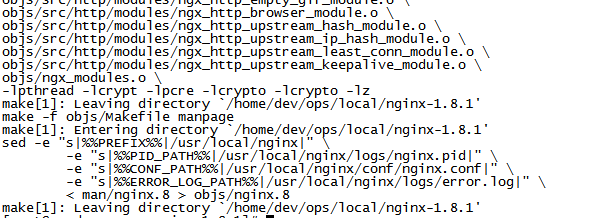 objs/src/http/modules/ngx_http_empty_gif_module.o \
objs/src/http/modules/ngx_http_browser_module.o \
objs/src/http/modules/ngx_http_upstream_hash_module.o \
objs/src/http/modules/ngx_http_upstream_ip_hash_module.o \
objs/src/http/modules/ngx_http_upstream_least_conn_module.o \
objs/src/http/modules/ngx_http_upstream_keepalive_module.o \
objs/ngx_modules.o \
-lpthread -lcrypt -lpcre -lcrypto -lcrypto -lz
make[1]: Leaving directory `/home/dev/ops/local/nginx-1.8.1'
make -f objs/Makefile manpage
make[1]: Entering directory `/home/dev/ops/local/nginx-1.8.1'
sed -e "s|%%PREFIX%%|/usr/local/nginx|" \
-e "s|%%PID_PATH%%|/usr/local/nginx/logs/nginx.pid|" \
-e "s|%%CONF_PATH%%|/usr/local/nginx/conf/nginx.conf|" \
-e "s|%%ERROR_LOG_PATH%%|/usr/local/nginx/logs/error.log|" \
< man/nginx.8 > objs/nginx.8
make[1]: Leaving directory `/home/dev/ops/local/nginx-1.8.1'